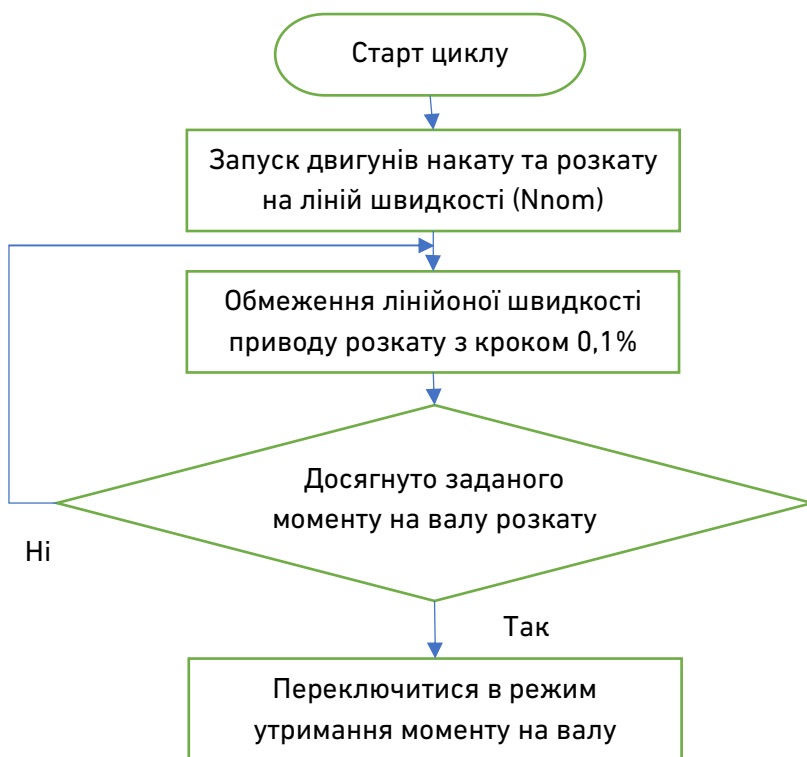 Старт циклу
Запуск двигунів накату та розкату
на ліній швидкості (Nnom)
Обмеження лінійоної швидкості
приводу розкату з кроком 0,1%
Досягнуто заданого
моменту на валу розкату
Ні
Так
Переключитися в режим
утримання моменту на валу